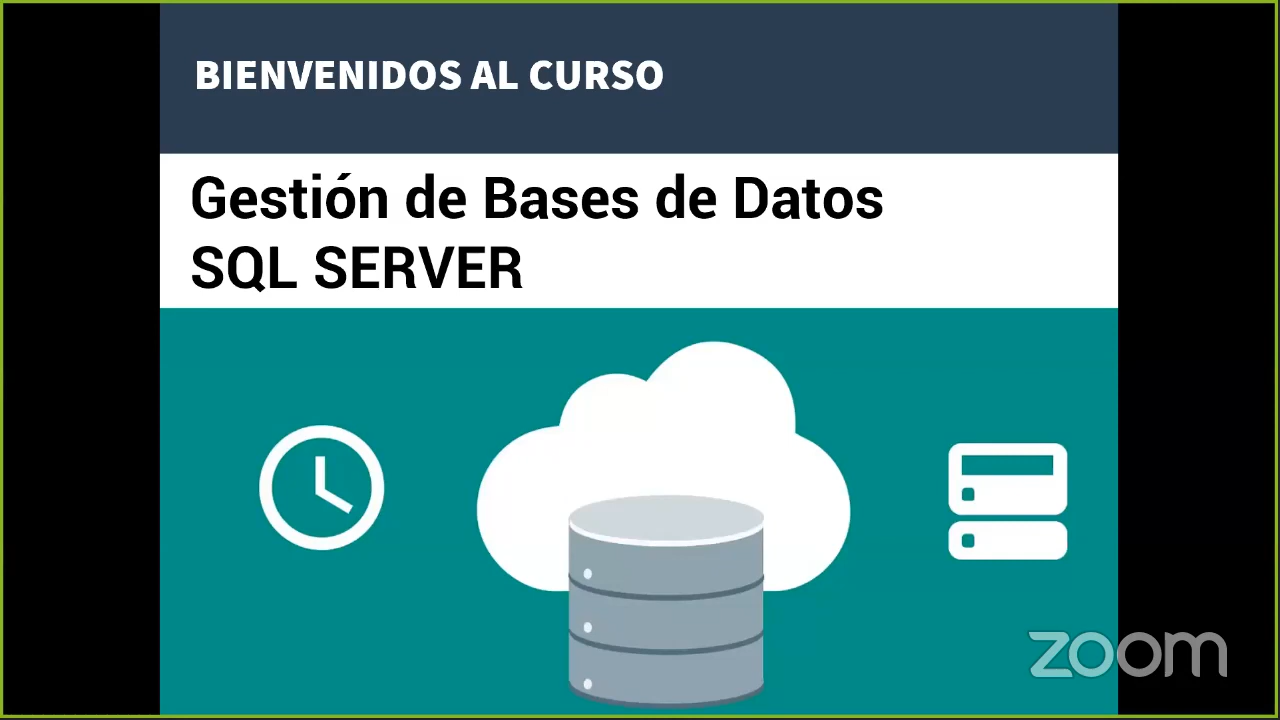 BIENVENIDOS AL CURSO
Gestión de Bases de Datos
SQL SERVER
zoom